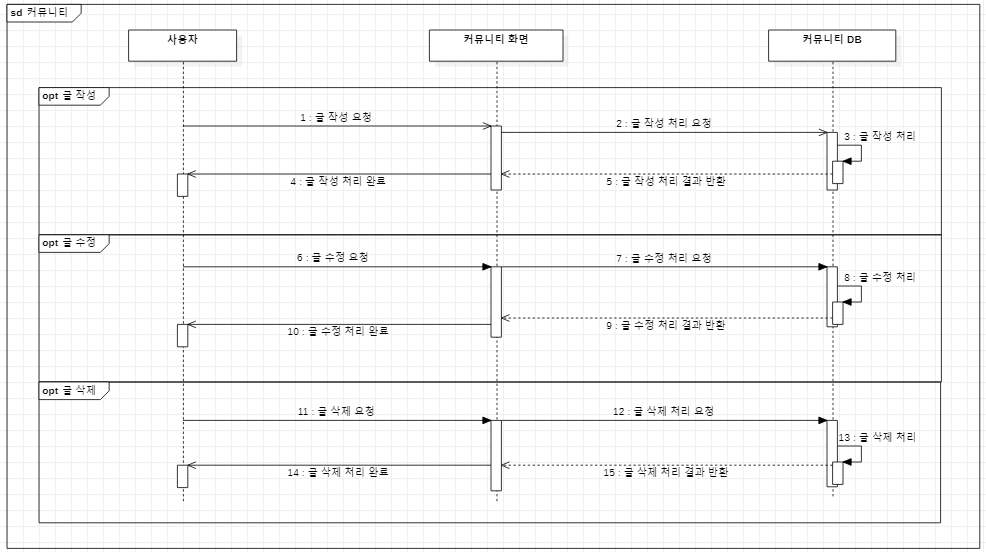 sd 커뮤니티
사용자
커뮤니티 화면
커뮤니티 DB
opt 글 작성
1 : 글 작성 요청
2 : 글 작성 처리 요청
3 : 글 작성 처리
4 : 글 작성 처리 완료
5 : 글 작성 처리 결과 반환
opt 글 수정
6 : 글 수정 요청
7 : 글 수정 처리 요청
8 : 글 수정 처리
9 : 글 수정 처리 결과 반환
10 : 글 수정 처리 완료
opt 글 삭제
11 : 글 삭제 요청
12 : 글 삭제 처리 요청
13 : 글 삭제 처리
14 : 글 삭제 처리 완료
15 : 글 삭제 처리 결과 반환